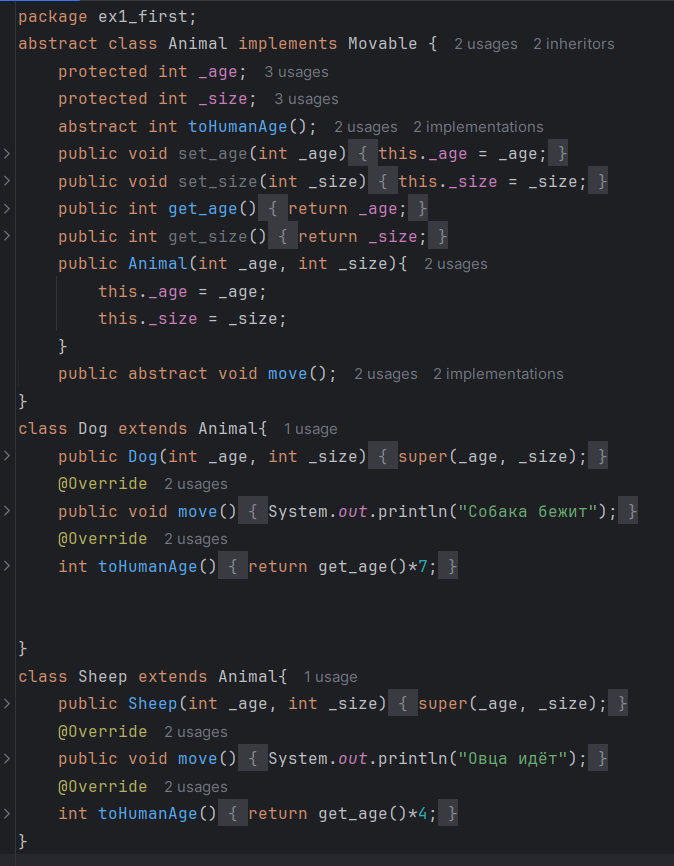 package ex1_first;
abstract class Animal implements Movable {  2 usages  2 inheritors
    protected int _age;  3 usages
    protected int _size;  3 usages
    abstract int toHumanAge();  2 usages  2 implementations
    public void set_age(int _age) { this._age = _age; }
    public void set_size(int _size) { this._size = _size; }
    public int get_age() { return _age; }
    public int get_size() { return _size; }
    public Animal(int _age, int _size){  2 usages
        this._age = _age;
        this._size = _size;
    }
    public abstract void move();  2 usages  2 implementations
}
class Dog extends Animal{  1 usage
    public Dog(int _age, int _size) { super(_age, _size); }
    @Override  2 usages
    public void move() { System.out.println("Собака бежит"); }
    @Override  2 usages
    int toHumanAge() { return get_age()*7; }
}
class Sheep extends Animal{  1 usage
    public Sheep(int _age, int _size) { super(_age, _size); }
    @Override  2 usages
    public void move() { System.out.println("Овца идёт"); }
    @Override  2 usages
    int toHumanAge() { return get_age()*4; }
}